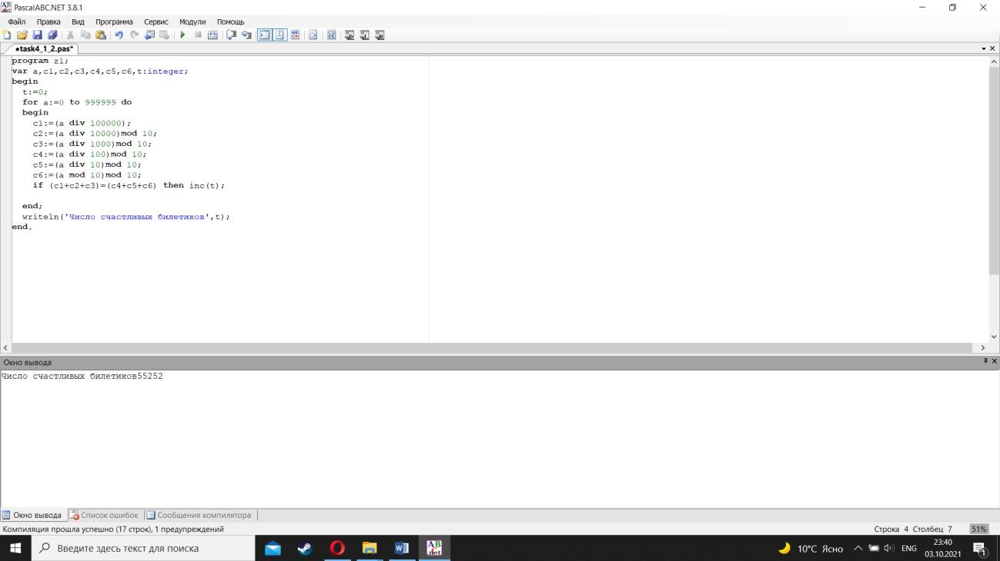 PascalABC.NET 3.8.1
Файл Правка Вид Программа Сервис Модули Помощь
•task4_1_2.pas*
program z1;
var a,c1,c2,c3,c4,c5,c6,t:integer;
begin
t:=0;
for a:=0 to 999999 do
begin
c1:=(a div 100000);
c2:=(a div 10000)mod 10;
c3:=(a div 1000)mod 10;
c4:=(a div 100)mod 10;
c5:=(a div 10)mod 10;
c6:=(a mod 10)mod 10;
if (c1+c2+c3)=(c4+c5+c6) then inc(t);
end;
writeln('Число счастливых билетиков',t);
end.
Окно вывода
Число счастливых билетиков55252
Окно вывода Список ошибок Сообщения компилятора
Компиляция прошла успешно (17 строк), 1 предупреждений Строка 4 Столбец 7 51%
Введите здесь текст для поиска 10°C Ясно ENG 23:40
03.10.2021